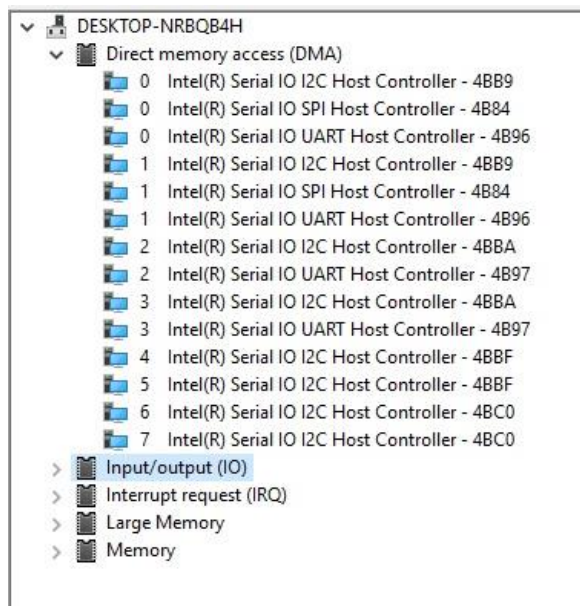 DESKTOP-NRBQB4H
Direct memory access (DMA)
0 Intel(R) Serial IO I2C Host Controller - 4BB9
0 Intel(R) Serial IO SPI Host Controller - 4B84
0 Intel(R) Serial IO UART Host Controller - 4B96
1 Intel(R) Serial IO I2C Host Controller - 4BB9
1 Intel(R) Serial IO SPI Host Controller - 4B84
1 Intel(R) Serial IO UART Host Controller - 4B96
2 Intel(R) Serial IO I2C Host Controller - 4BBA
2 Intel(R) Serial IO UART Host Controller - 4B97
3 Intel(R) Serial IO I2C Host Controller - 4BBA
3 Intel(R) Serial IO UART Host Controller - 4B97
4 Intel(R) Serial IO I2C Host Controller - 4BBF
5 Intel(R) Serial IO I2C Host Controller - 4BBF
6 Intel(R) Serial IO I2C Host Controller - 4BC0
7 Intel(R) Serial IO I2C Host Controller - 4BC0
Input/output (IO)
Interrupt request (IRQ)
Large Memory
Memory